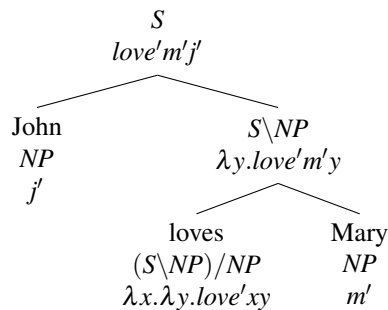 S
love′m′j′
John
NP
j′
S\NP
λy.love′m′y
loves
(S\NP)/NP
λx.λy.love′xy
Mary
NP
m′